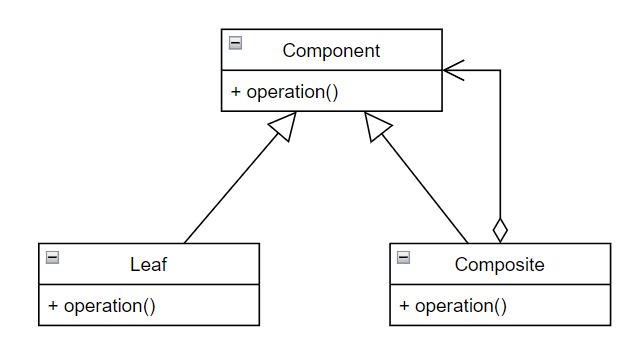 Component
+ operation()
Leaf
+ operation()
Composite
+ operation()